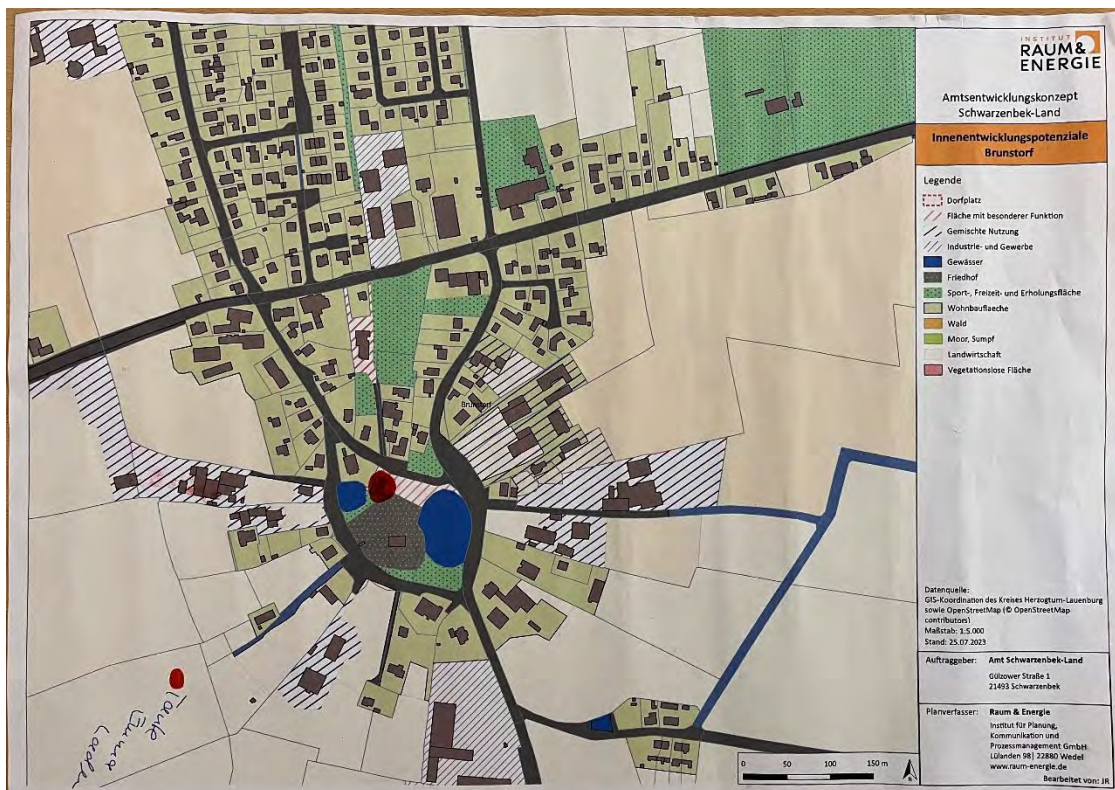 INSTITUT
RAUM&
ENERGIE
Amtsentwicklungskonzept
Schwarzenbek-Land
Innenentwicklungspotenziale
Brunstorf
Legende
Dorfplatz
Fläche mit besonderer Funktion
Gemischte Nutzung
Industrie- und Gewerbe
Gewässer
Friedhof
Sport-, Freizeit- und Erholungsfläche
Wohnbauflaeche
Wald
Moor, Sumpf
Landwirtschaft
Vegetationslose Fläche
Brunstorf
Tante
Emma
Laden
Datenquelle:
GIS-Koordination des Kreises Herzogtum-Lauenburg
sowie OpenStreetMap (© OpenStreetMap
contributors)
Maßstab: 1:5.000
Stand: 25.07.2023
Auftraggeber: Amt Schwarzenbek-Land
Gülzower Straße 1
21493 Schwarzenbek
Planverfasser: Raum & Energie
Institut für Planung,
Kommunikation und
Prozessmanagement GmbH
Lülanden 98| 22880 Wedel
www.raum-energie.de
Bearbeitet von: JR
0 50 100 150 m